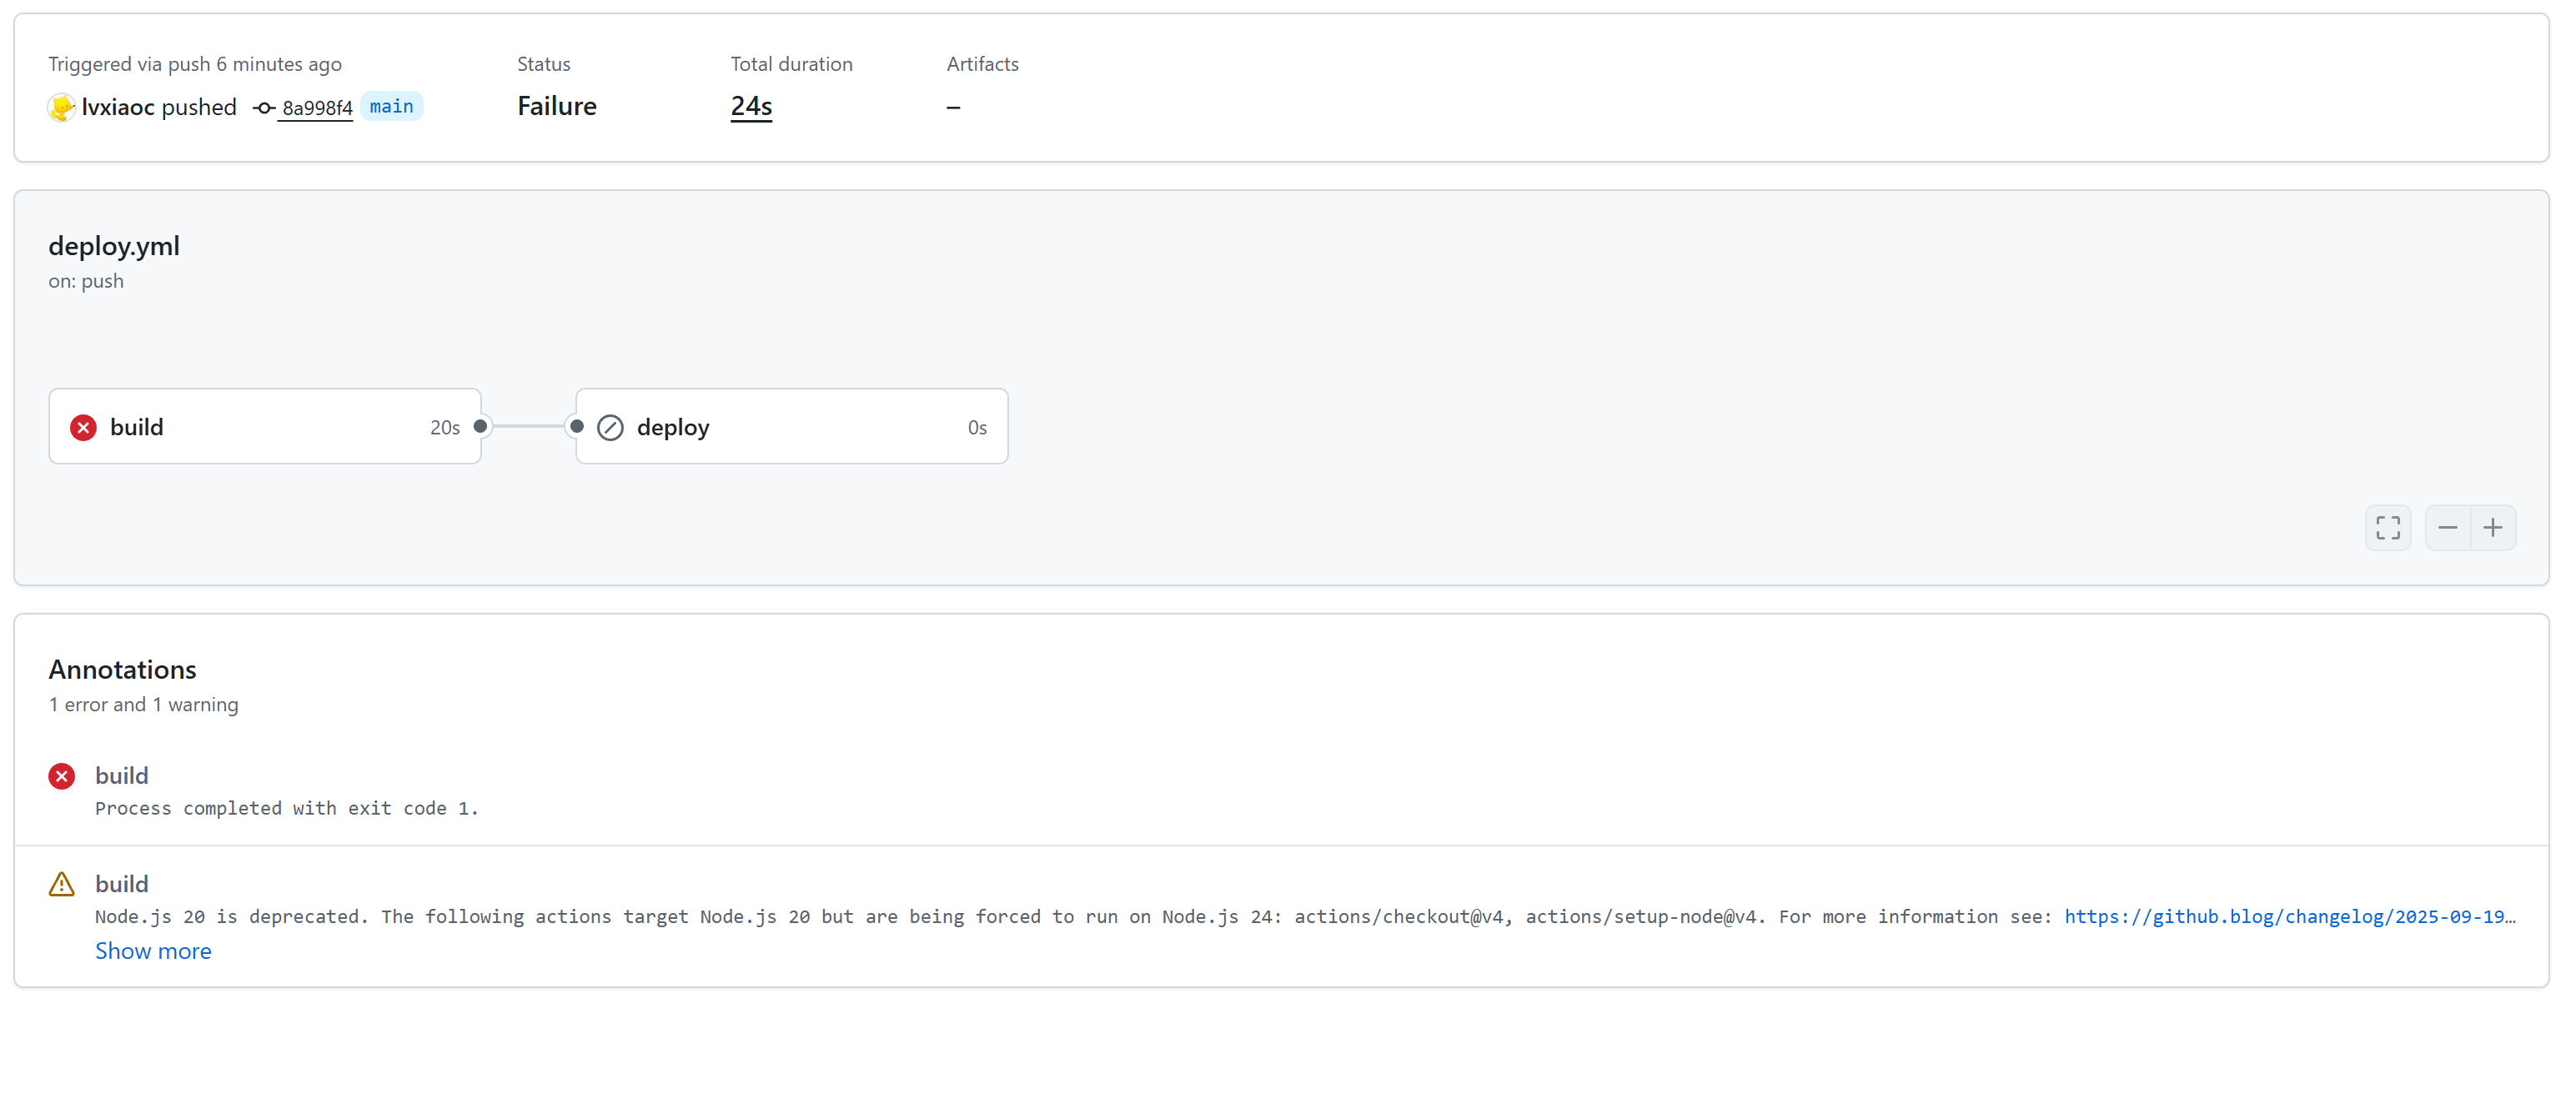 Triggered via push 6 minutes ago
lvxiaoc pushed 8a998f4 main
Status
Failure
Total duration
24s
Artifacts
–
deploy.yml
on: push
build 20s
deploy 0s
Annotations
1 error and 1 warning
build
Process completed with exit code 1.
build
Node.js 20 is deprecated. The following actions target Node.js 20 but are being forced to run on Node.js 24: actions/checkout@v4, actions/setup-node@v4. For more information see: https://github.blog/changelog/2025-09-19…
Show more